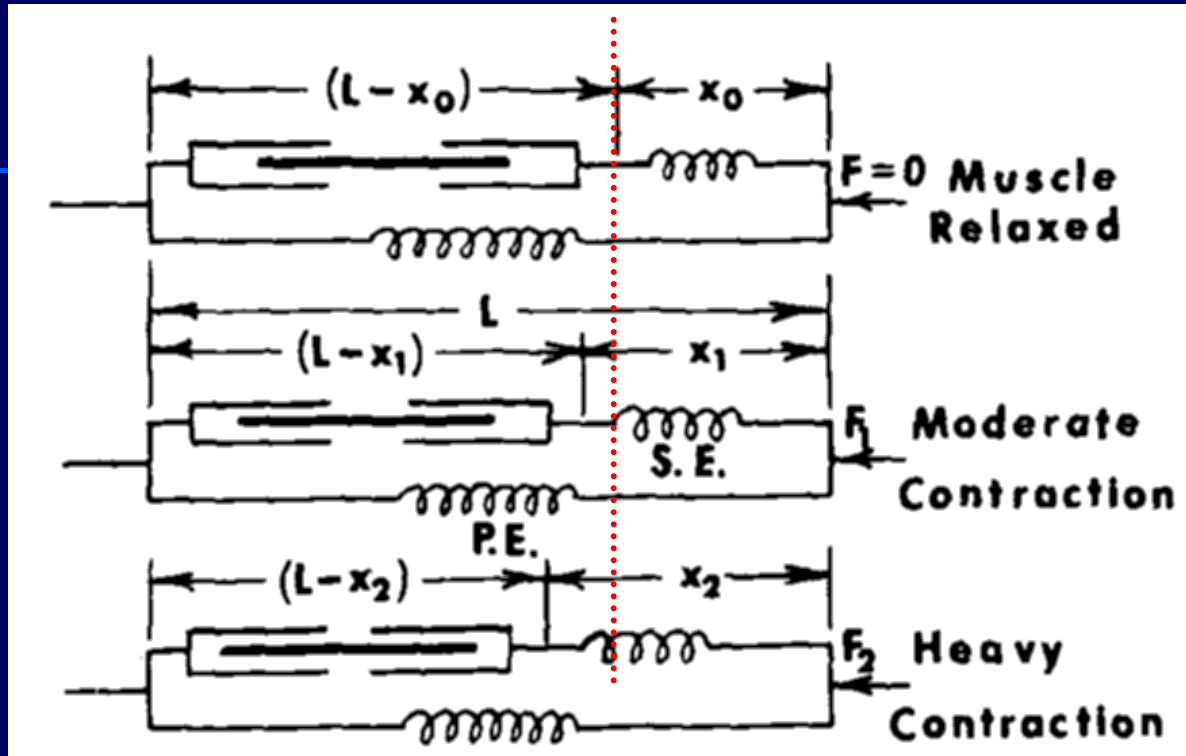 (L - x₀)
x₀
F = 0 Muscle
Relaxed
L
(L - x₁)
x₁
F₁ Moderate
S. E.
Contraction
P.E.
(L - x₂)
x₂
F₂ Heavy
Contraction